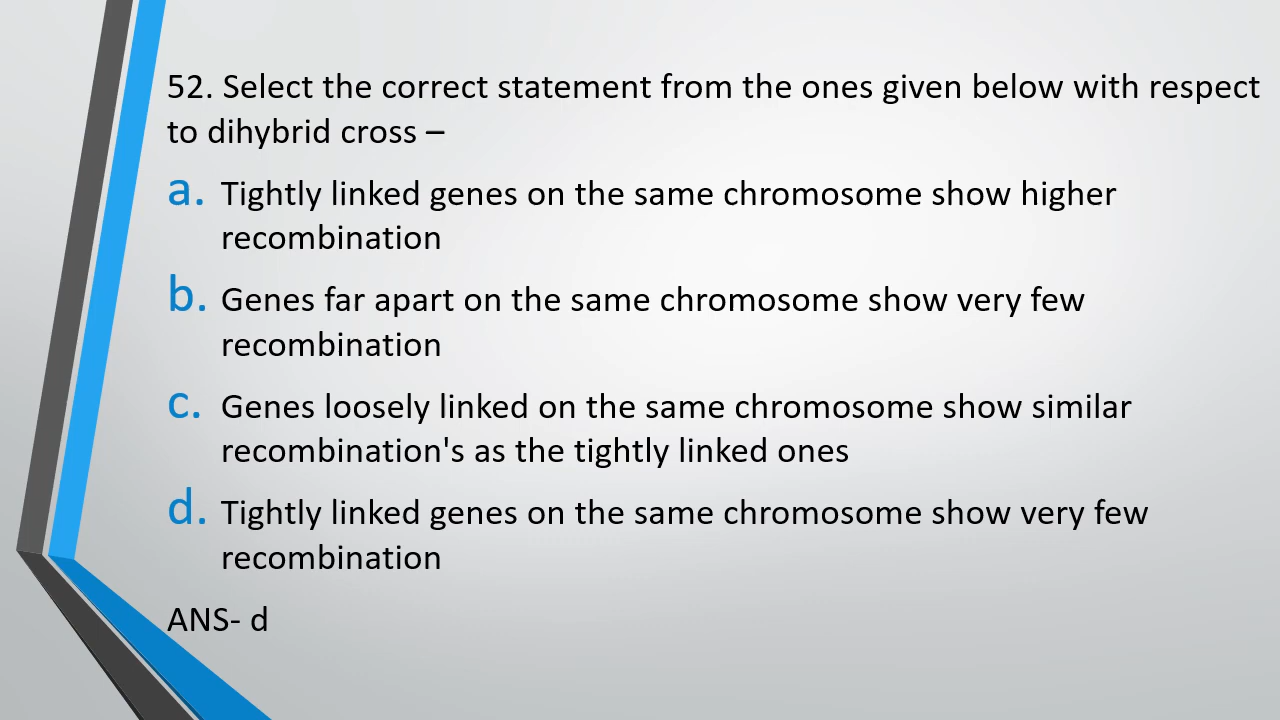 52. Select the correct statement from the ones given below with respect
to dihybrid cross –
a. Tightly linked genes on the same chromosome show higher
recombination
b. Genes far apart on the same chromosome show very few
recombination
c. Genes loosely linked on the same chromosome show similar
recombination's as the tightly linked ones
d. Tightly linked genes on the same chromosome show very few
recombination
ANS- d